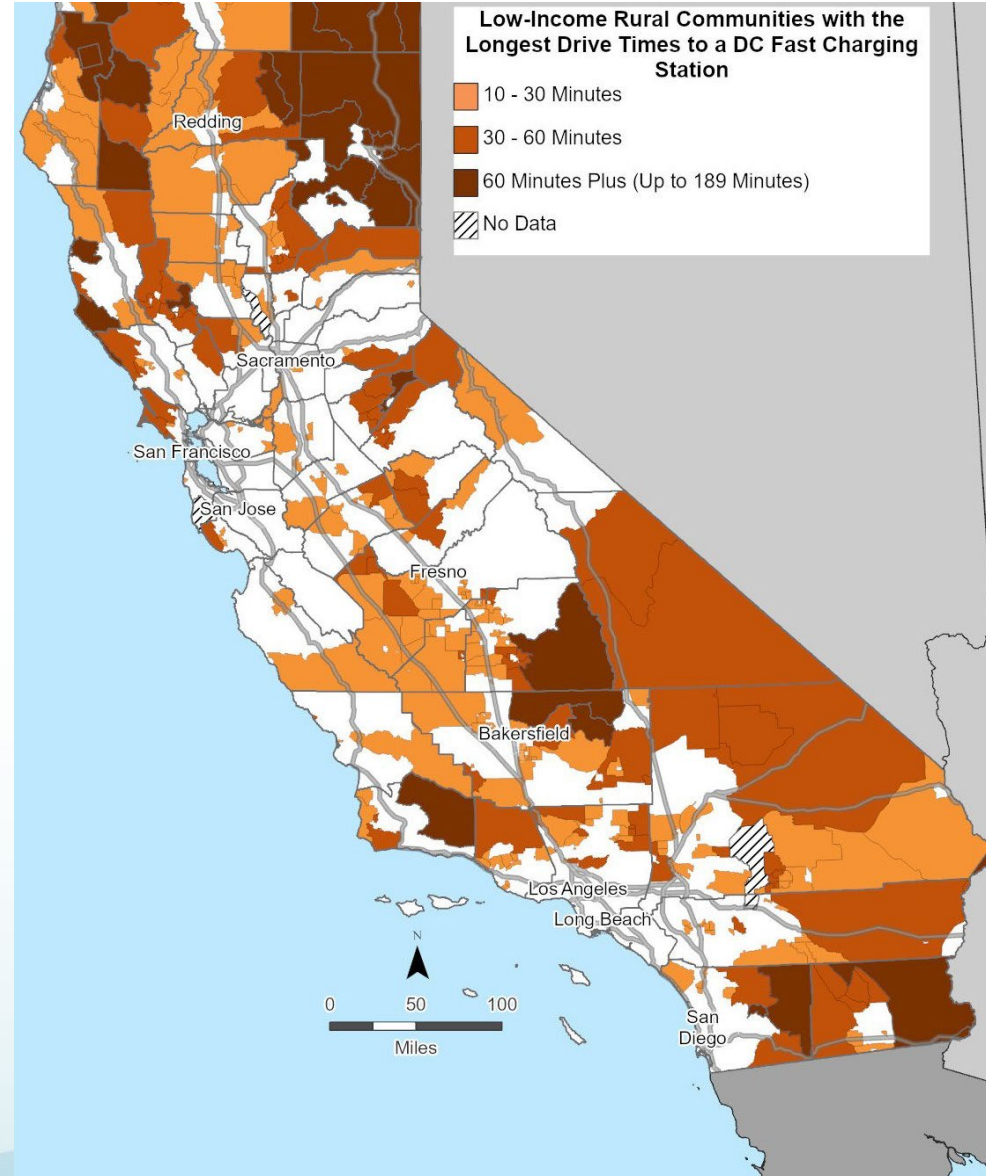 Low-Income Rural Communities with the
Longest Drive Times to a DC Fast Charging
Station
10 - 30 Minutes
30 - 60 Minutes
60 Minutes Plus (Up to 189 Minutes)
No Data
Redding
Sacramento
San Francisco
San Jose
Fresno
Bakersfield
Los Angeles
Long Beach
N
0 50 100
Miles
San
Diego